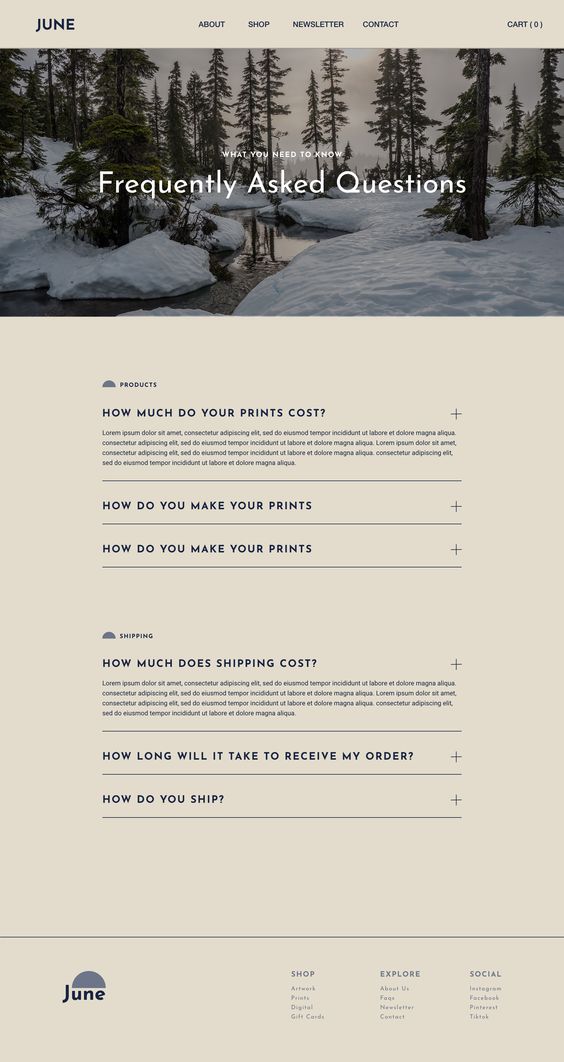 JUNE
ABOUT SHOP NEWSLETTER CONTACT
CART ( 0 )
WHAT YOU NEED TO KNOW
Frequently Asked Questions
PRODUCTS
HOW MUCH DO YOUR PRINTS COST?
Lorem ipsum dolor sit amet, consectetur adipiscing elit, sed do eiusmod tempor incididunt ut labore et dolore magna aliqua.
consectetur adipiscing elit, sed do eiusmod tempor incididunt ut labore et dolore magna aliqua. Lorem ipsum dolor sit amet,
consectetur adipiscing elit, sed do eiusmod tempor incididunt ut labore et dolore magna aliqua. consectetur adipiscing elit,
sed do eiusmod tempor incididunt ut labore et dolore magna aliqua.
HOW DO YOU MAKE YOUR PRINTS
HOW DO YOU MAKE YOUR PRINTS
SHIPPING
HOW MUCH DOES SHIPPING COST?
Lorem ipsum dolor sit amet, consectetur adipiscing elit, sed do eiusmod tempor incididunt ut labore et dolore magna aliqua.
consectetur adipiscing elit, sed do eiusmod tempor incididunt ut labore et dolore magna aliqua. Lorem ipsum dolor sit amet,
consectetur adipiscing elit, sed do eiusmod tempor incididunt ut labore et dolore magna aliqua. consectetur adipiscing elit,
sed do eiusmod tempor incididunt ut labore et dolore magna aliqua.
HOW LONG WILL IT TAKE TO RECEIVE MY ORDER?
HOW DO YOU SHIP?
June
SHOP
Artwork
Prints
Digital
Gift Cards
EXPLORE
About Us
Faqs
Newsletter
Contact
SOCIAL
Instagram
Facebook
Pinterest
Tiktok